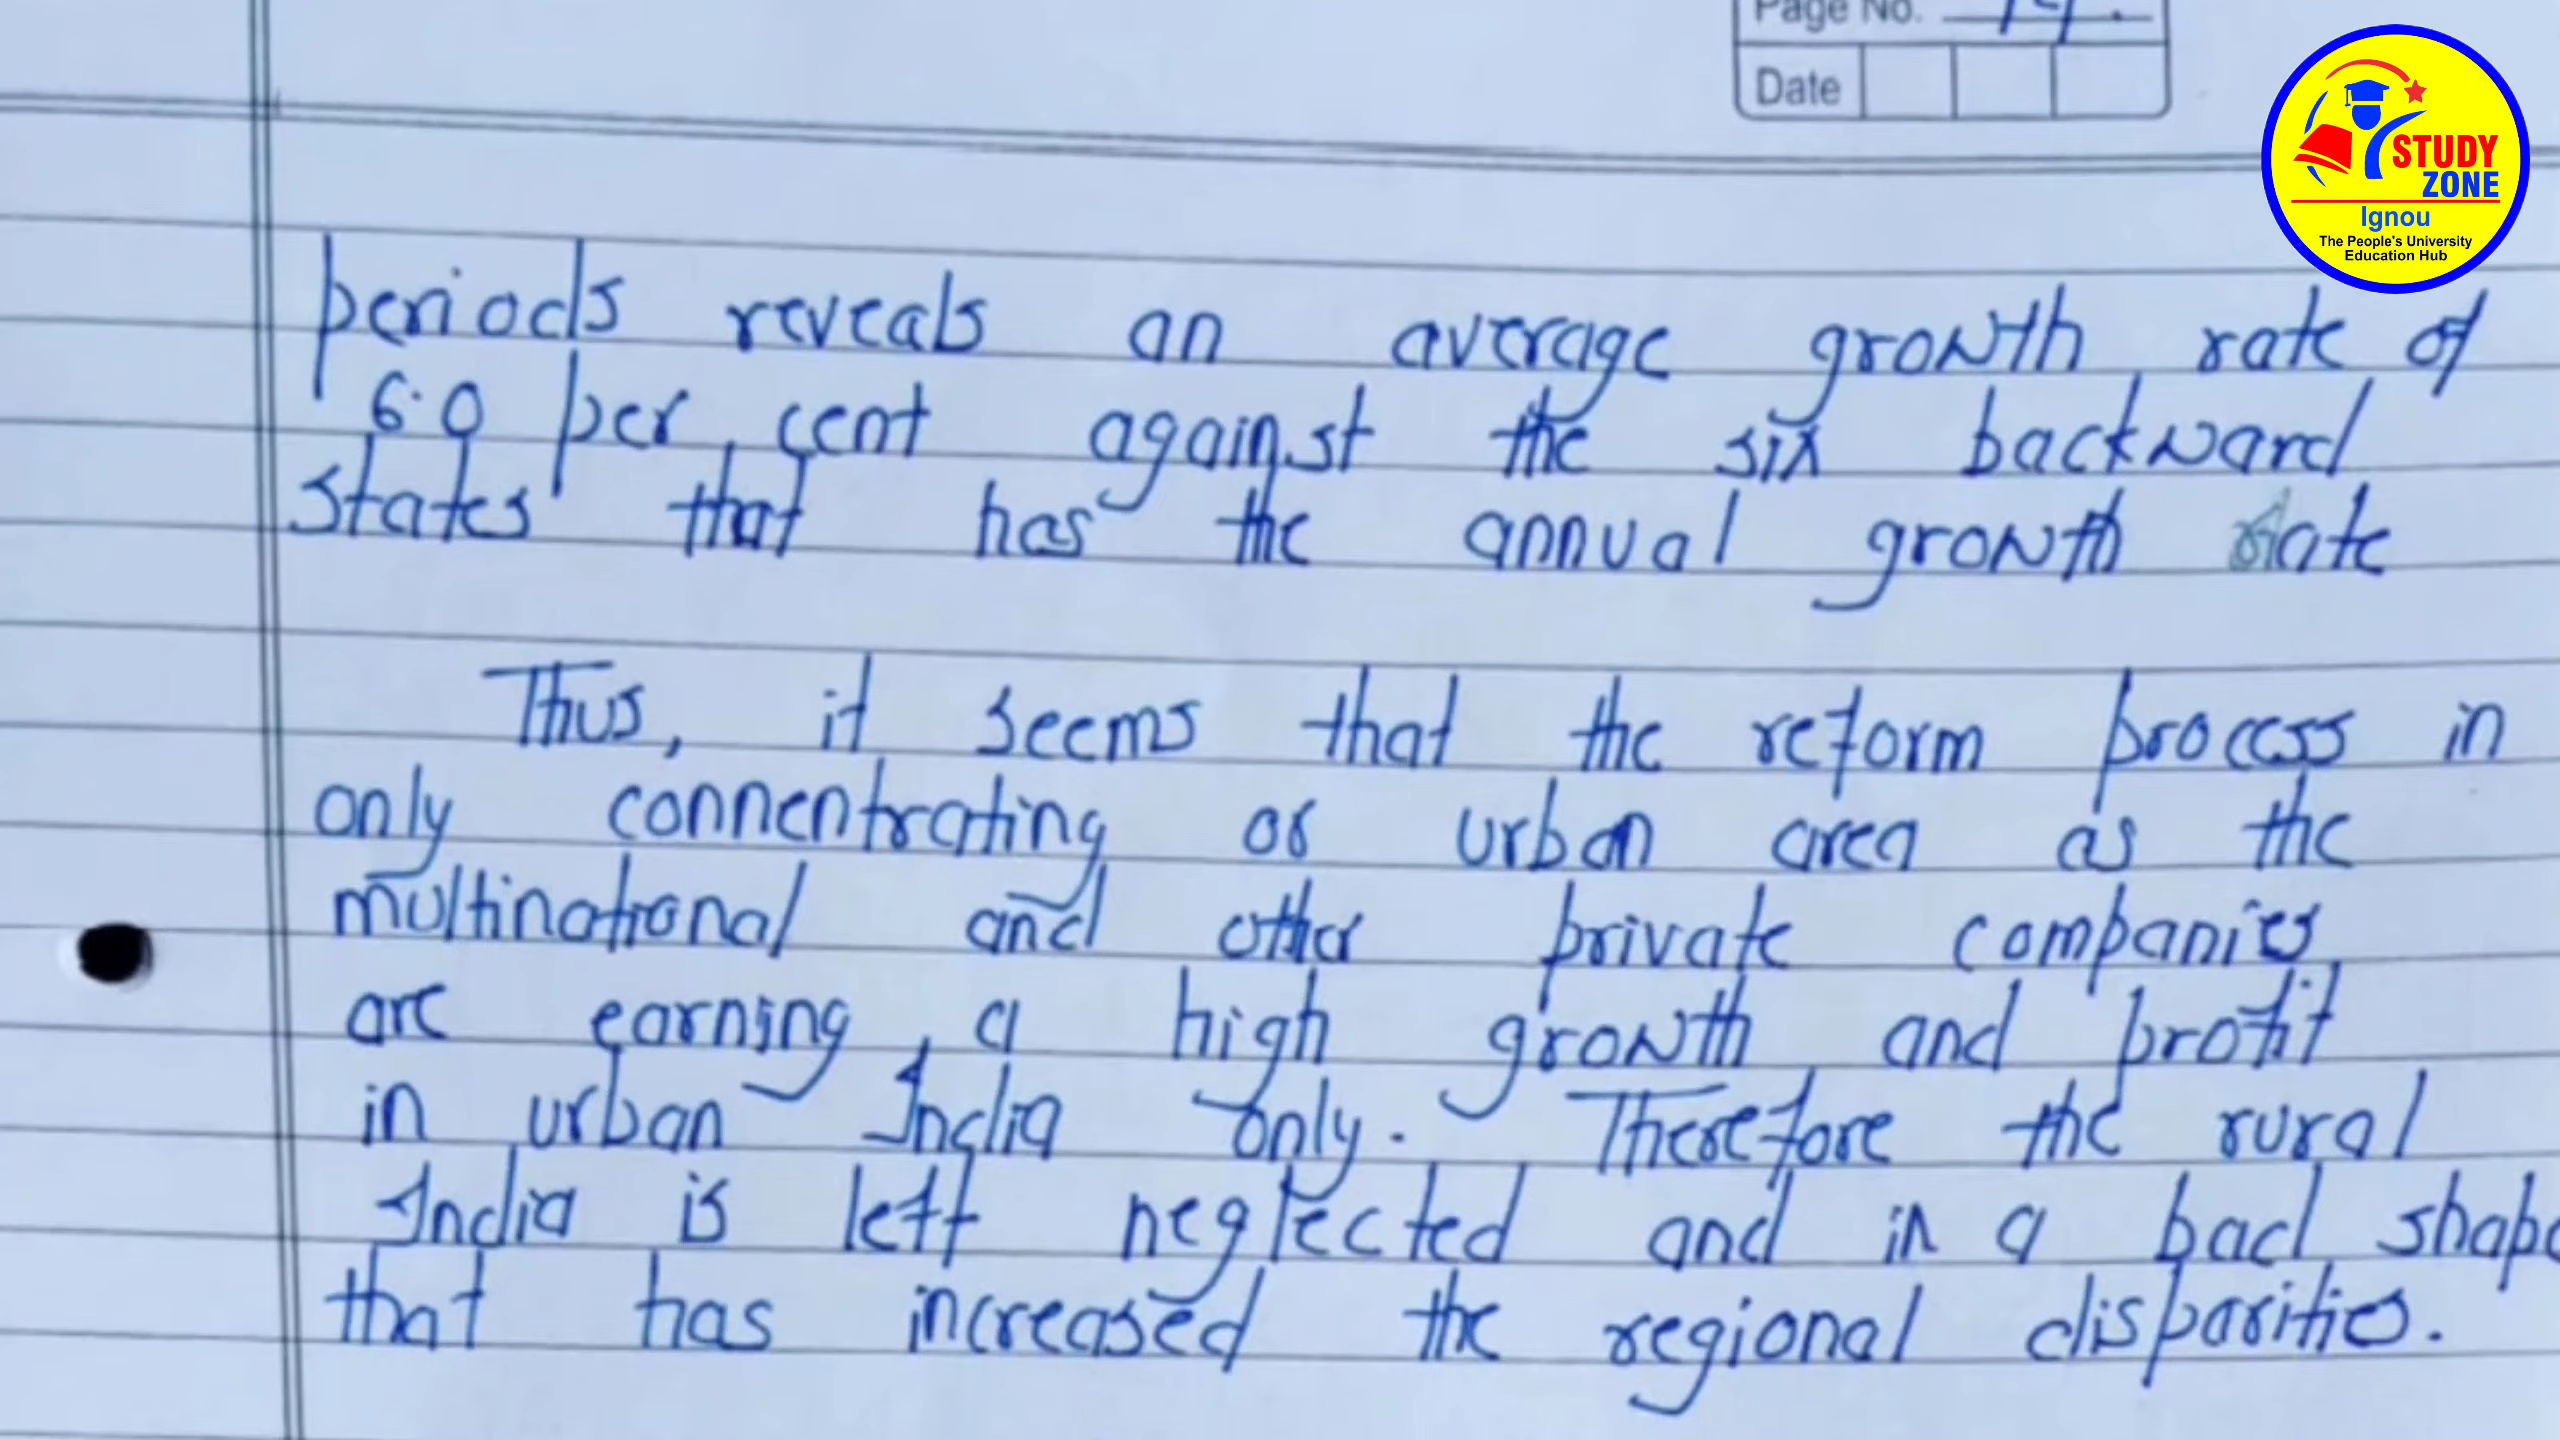 Page No.
Date
STUDY
ZONE
Ignou
The People's University
Education Hub
periods reveals an average growth rate of
6.0 per cent against the six backward
states that has the annual growth rate
Thus, it seems that the reform process in
only connentrating of urban area as the
multinational and other private companies
are earning a high growth and profit
in urban India only. Therefore the rural
India is left neglected and in a bad shape
that has increased the regional disparities.